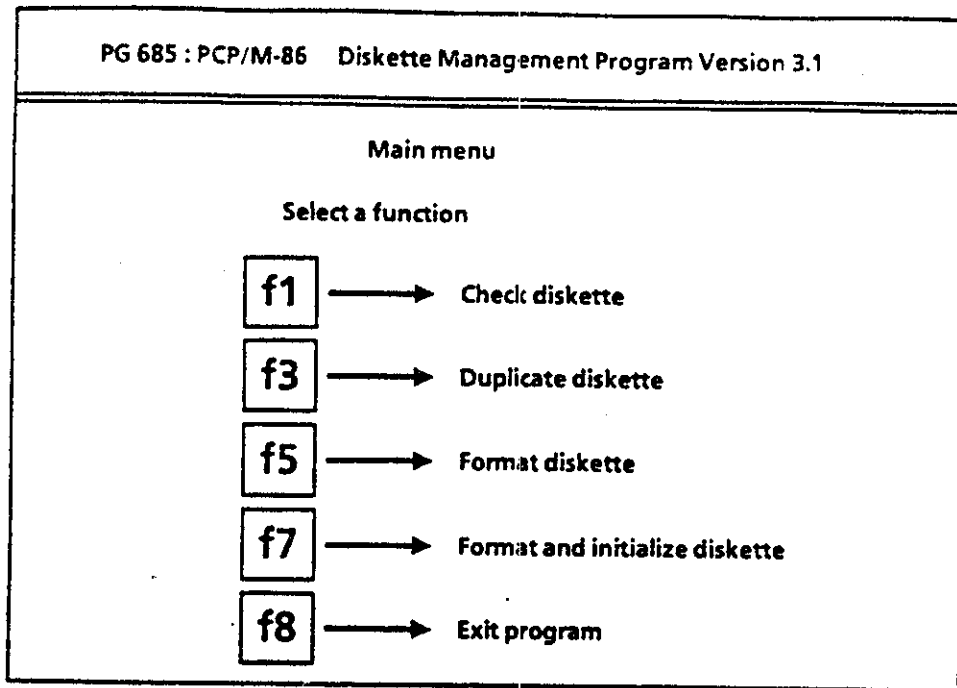 PG 685 : PCP/M-86 Diskette Management Program Version 3.1
Main menu
Select a function
f1 Check diskette
f3 Duplicate diskette
f5 Format diskette
f7 Format and initialize diskette
f8 Exit program